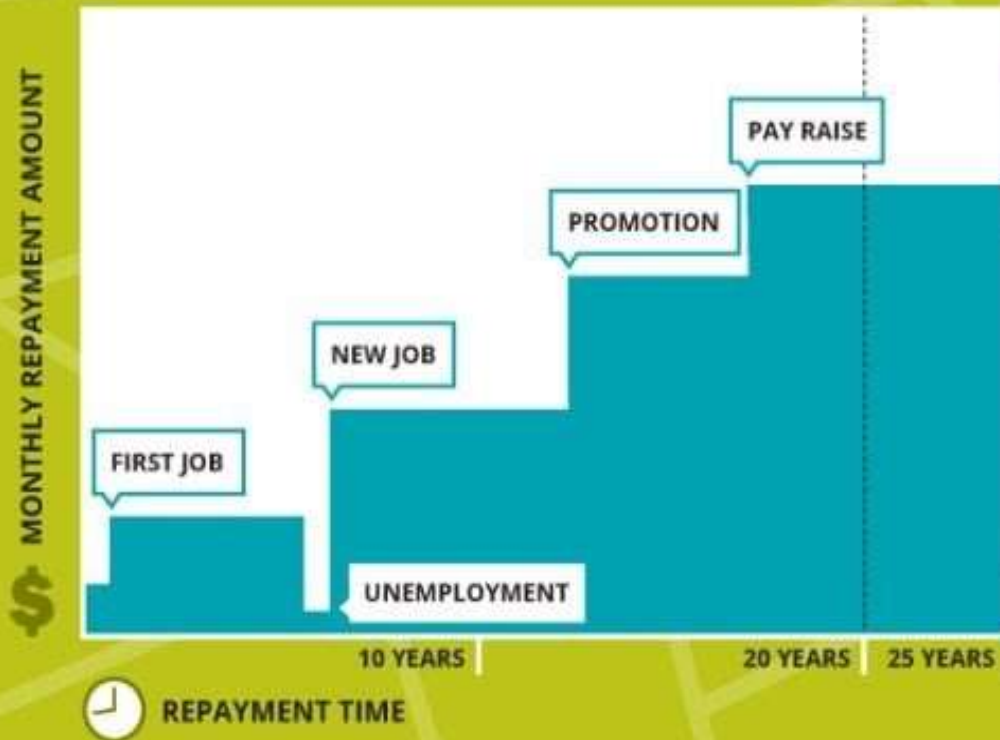 MONTHLY REPAYMENT AMOUNT
$
PAY RAISE
PROMOTION
NEW JOB
FIRST JOB
UNEMPLOYMENT
10 YEARS
20 YEARS
25 YEARS
REPAYMENT TIME